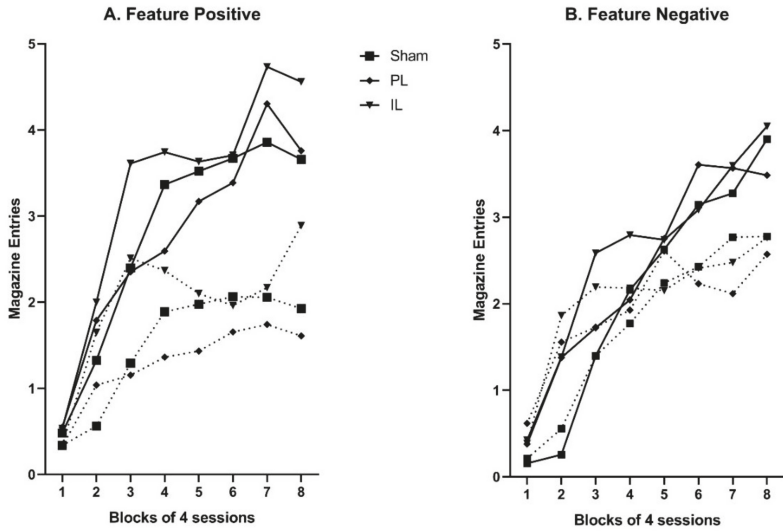 A. Feature Positive
5
4
3
2
1
0
Magazine Entries
1 2 3 4 5 6 7 8
Blocks of 4 sessions
Sham
PL
IL
B. Feature Negative
5
4
3
2
1
0
Magazine Entries
1 2 3 4 5 6 7 8
Blocks of 4 sessions